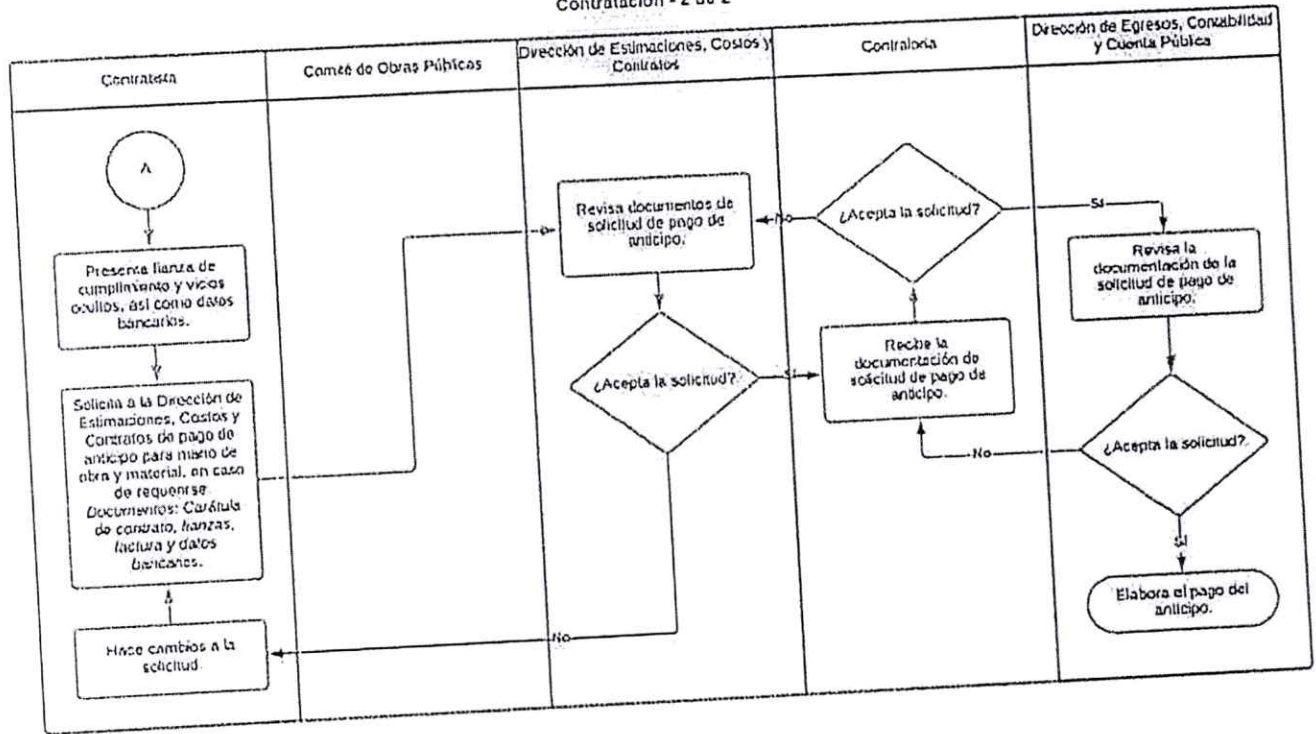 Contratación - 2 de 2
Contratista
Comité de Obras Públicas
Dirección de Estimaciones, Costos y
Contratos
Contraloría
Dirección de Egresos, Contabilidad
y Cuenta Pública
A
Presenta fianza de
cumplimiento y vicios
ocultos, así como datos
bancarios.
Solicita a la Dirección de
Estimaciones, Costos y
Contratos de pago de
anticipo para mano de
obra y material, en caso
de requerirse.
Documentos: Carátula
de contrato, fianzas,
factura y datos
bancarios.
Hace cambios a la
solicitud.
Revisa documentos de
solicitud de pago de
anticipo.
¿Acepta la solicitud?
No
Sí
Recibe la
documentación de
solicitud de pago de
anticipo.
¿Acepta la solicitud?
No
Sí
Revisa la
documentación de la
solicitud de pago de
anticipo.
¿Acepta la solicitud?
No
Sí
Elabora el pago del
anticipo.